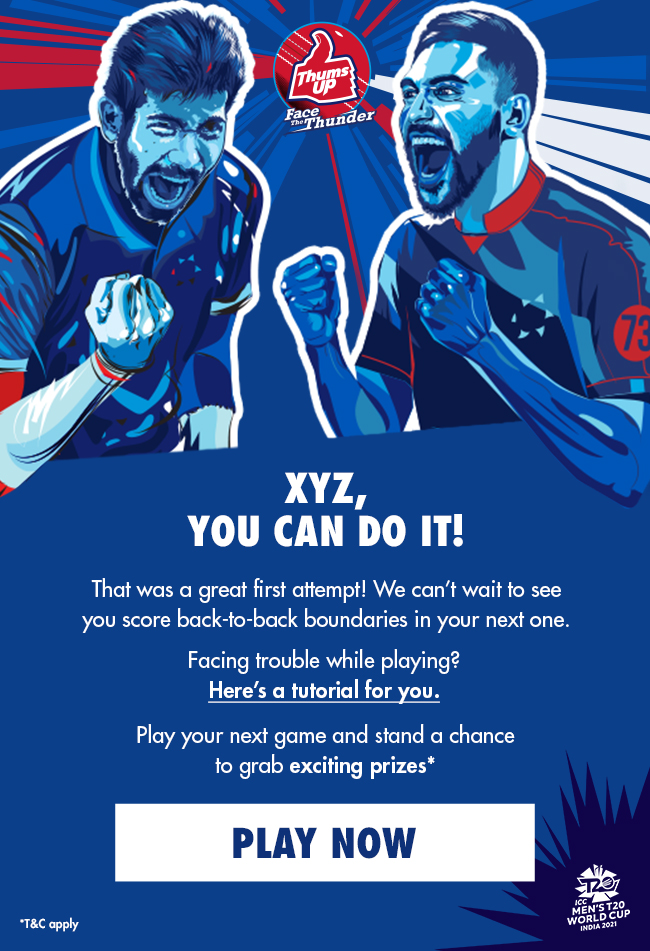 Thums
UP
Face
The Thunder
73
XYZ,
YOU CAN DO IT!
That was a great first attempt! We can't wait to see
you score back-to-back boundaries in your next one.
Facing trouble while playing?
Here's a tutorial for you.
Play your next game and stand a chance
to grab exciting prizes*
PLAY NOW
T20
ICC
MEN'S T20
WORLD CUP
INDIA 2021
*T&C apply